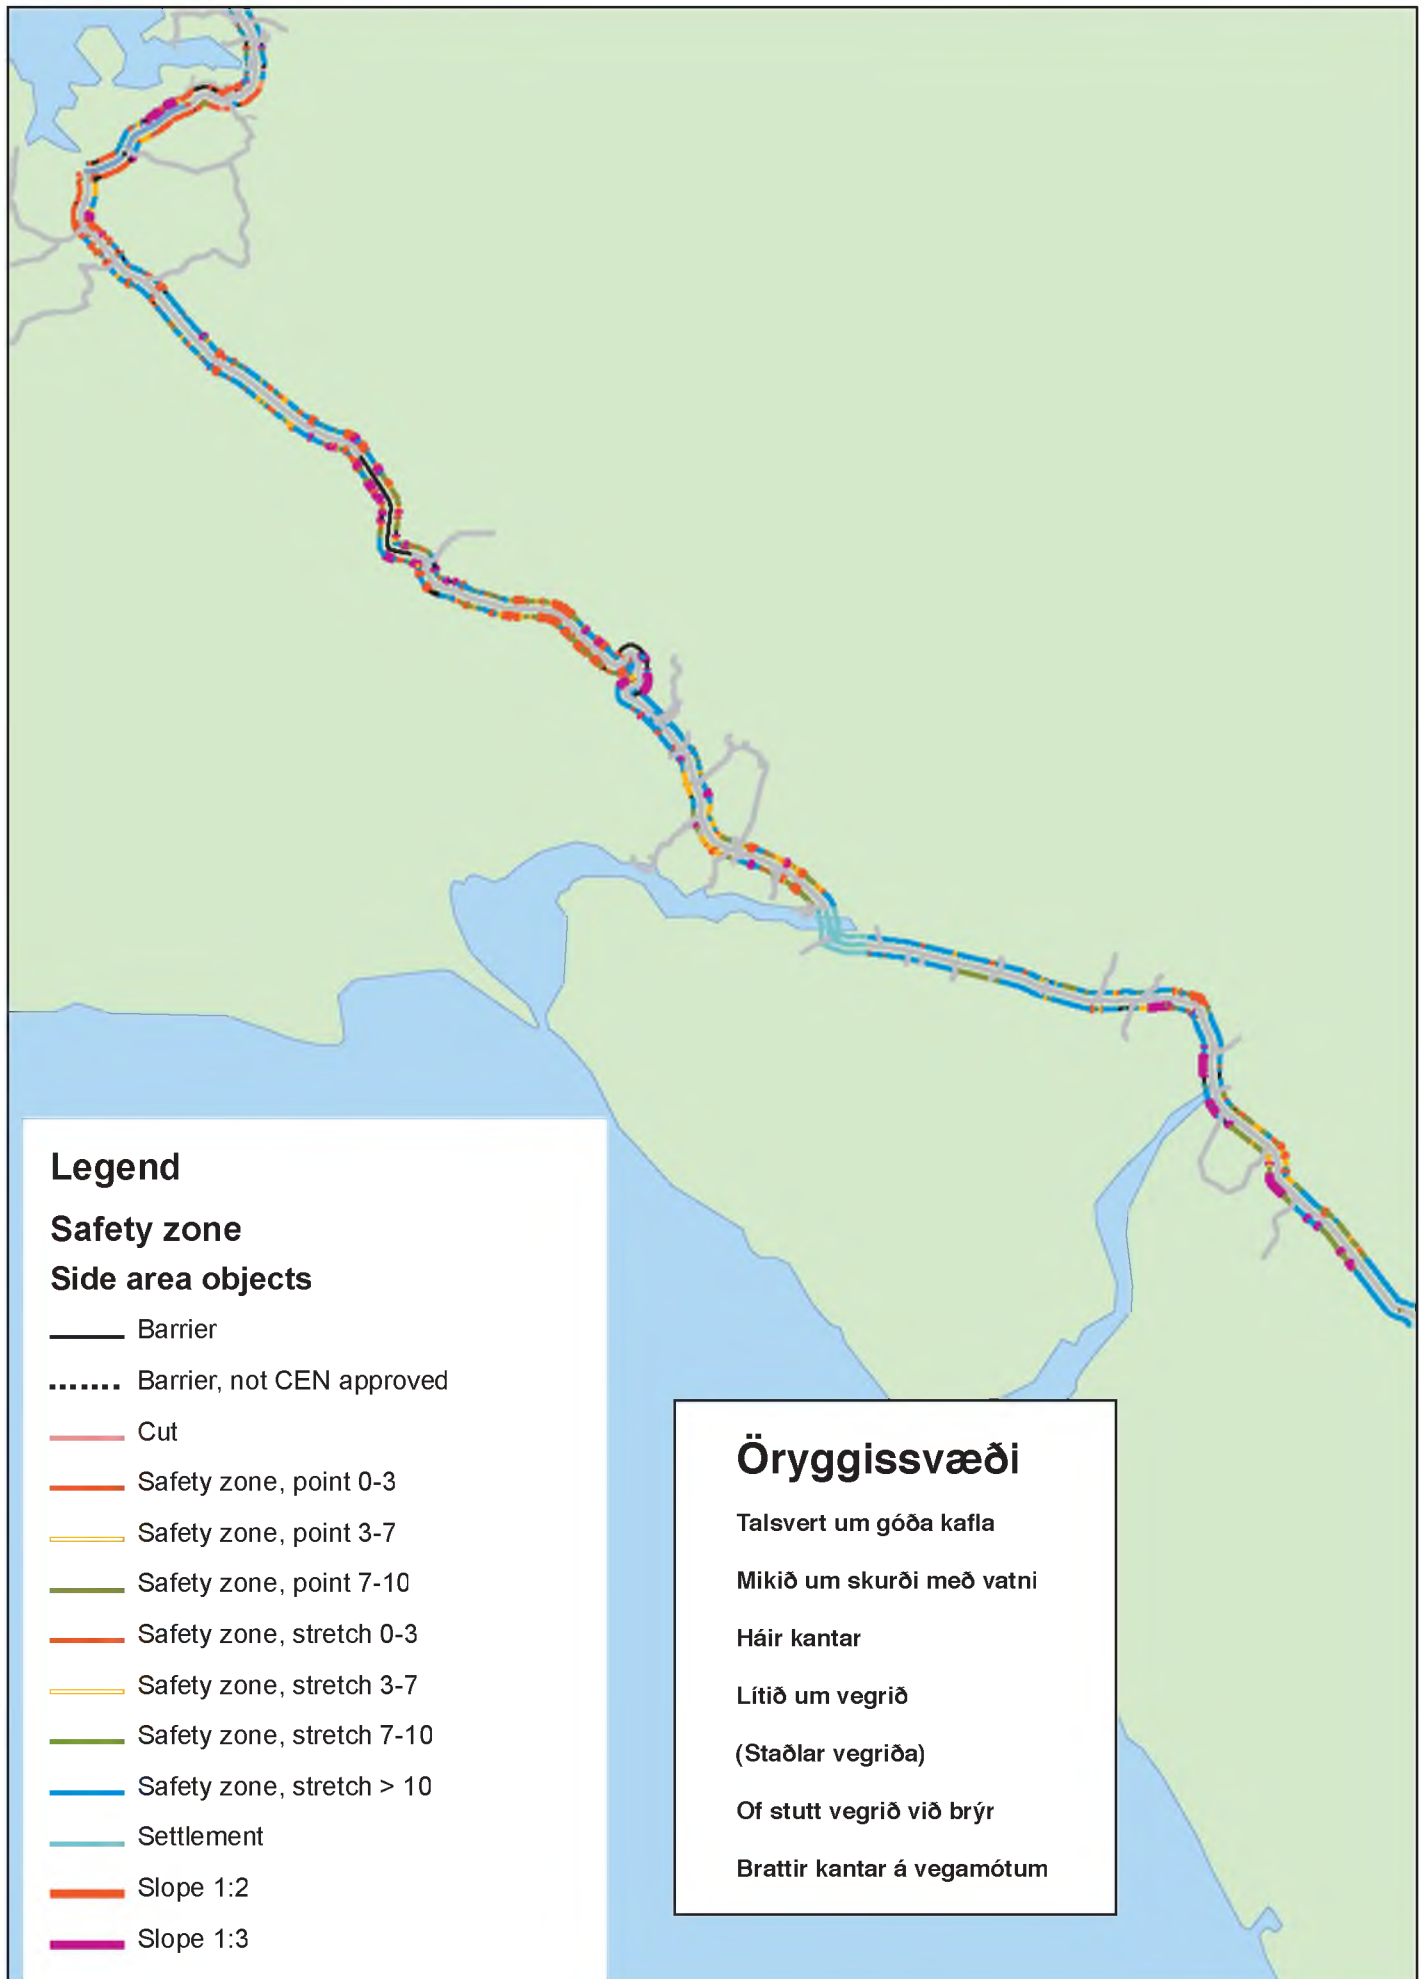 Legend
Safety zone
Side area objects
Barrier
Barrier, not CEN approved
Cut
Safety zone, point 0-3
Safety zone, point 3-7
Safety zone, point 7-10
Safety zone, stretch 0-3
Safety zone, stretch 3-7
Safety zone, stretch 7-10
Safety zone, stretch > 10
Settlement
Slope 1:2
Slope 1:3
Öryggissvæði
Talsvert um góða kafla
Mikið um skurði með vatni
Háir kantar
Lítið um vegrið
(Staðlar vegriða)
Of stutt vegrið við brýr
Brattir kantar á vegamótum